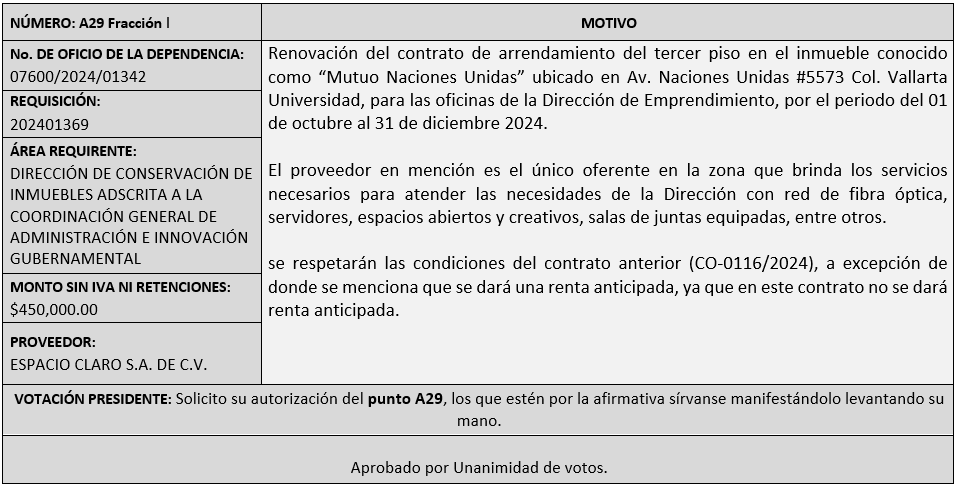 NÚMERO: A29 Fracción I
MOTIVO
No. DE OFICIO DE LA DEPENDENCIA:
07600/2024/01342
REQUISICIÓN:
202401369
ÁREA REQUIRENTE:
DIRECCIÓN DE CONSERVACIÓN DE
INMUEBLES ADSCRITA A LA
COORDINACIÓN GENERAL DE
ADMINISTRACIÓN E INNOVACIÓN
GUBERNAMENTAL
MONTO SIN IVA NI RETENCIONES:
$450,000.00
PROVEEDOR:
ESPACIO CLARO S.A. DE C.V.
Renovación del contrato de arrendamiento del tercer piso en el inmueble conocido
como “Mutuo Naciones Unidas” ubicado en Av. Naciones Unidas #5573 Col. Vallarta
Universidad, para las oficinas de la Dirección de Emprendimiento, por el periodo del 01
de octubre al 31 de diciembre 2024.
El proveedor en mención es el único oferente en la zona que brinda los servicios
necesarios para atender las necesidades de la Dirección con red de fibra óptica,
servidores, espacios abiertos y creativos, salas de juntas equipadas, entre otros.
se respetarán las condiciones del contrato anterior (CO-0116/2024), a excepción de
donde se menciona que se dará una renta anticipada, ya que en este contrato no se dará
renta anticipada.
VOTACIÓN PRESIDENTE: Solicito su autorización del punto A29, los que estén por la afirmativa sírvanse manifestándolo levantando su
mano.
Aprobado por Unanimidad de votos.